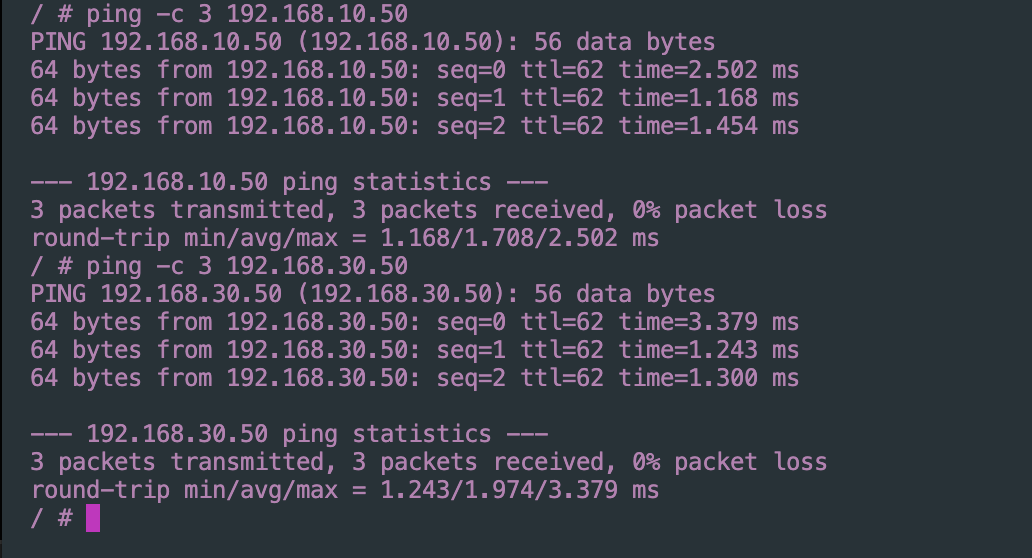 / # ping -c 3 192.168.10.50
PING 192.168.10.50 (192.168.10.50): 56 data bytes
64 bytes from 192.168.10.50: seq=0 ttl=62 time=2.502 ms
64 bytes from 192.168.10.50: seq=1 ttl=62 time=1.168 ms
64 bytes from 192.168.10.50: seq=2 ttl=62 time=1.454 ms

--- 192.168.10.50 ping statistics ---
3 packets transmitted, 3 packets received, 0% packet loss
round-trip min/avg/max = 1.168/1.708/2.502 ms
/ # ping -c 3 192.168.30.50
PING 192.168.30.50 (192.168.30.50): 56 data bytes
64 bytes from 192.168.30.50: seq=0 ttl=62 time=3.379 ms
64 bytes from 192.168.30.50: seq=1 ttl=62 time=1.243 ms
64 bytes from 192.168.30.50: seq=2 ttl=62 time=1.300 ms

--- 192.168.30.50 ping statistics ---
3 packets transmitted, 3 packets received, 0% packet loss
round-trip min/avg/max = 1.243/1.974/3.379 ms
/ #